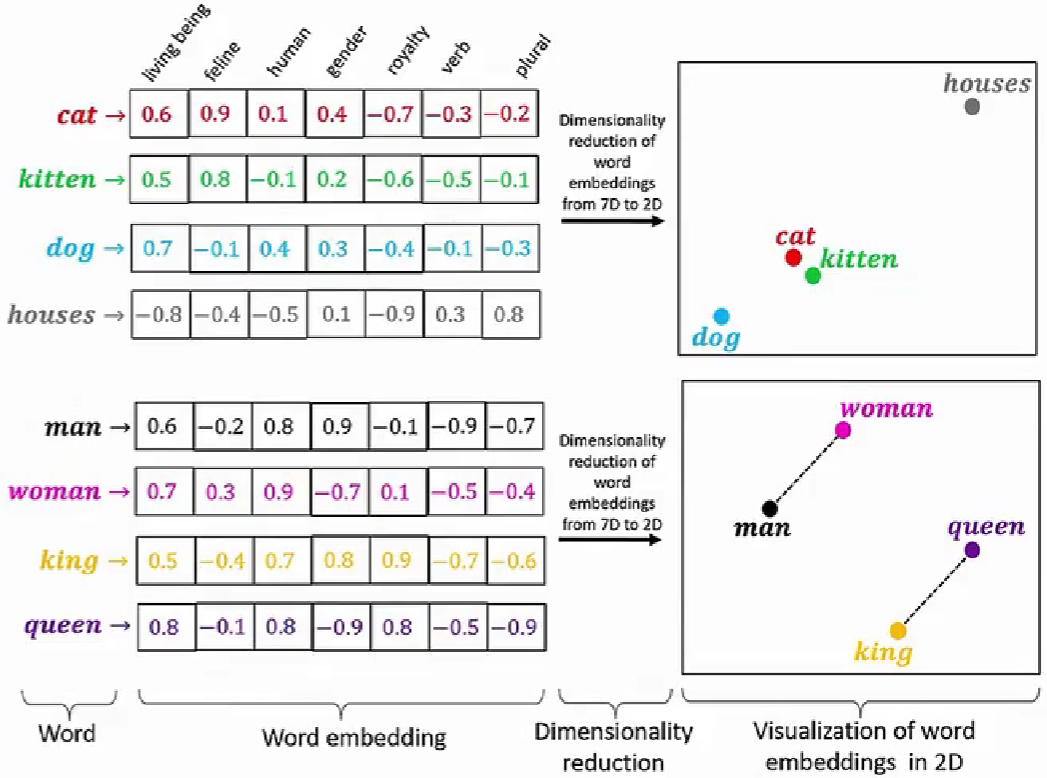 living being feline human gender royalty verb plural
cat → 0.6 0.9 0.1 0.4 −0.7 −0.3 −0.2
kitten → 0.5 0.8 −0.1 0.2 −0.6 −0.5 −0.1
dog → 0.7 −0.1 0.4 0.3 −0.4 −0.1 −0.3
houses → −0.8 −0.4 −0.5 0.1 −0.9 0.3 0.8
Dimensionality
reduction of
word
embeddings
from 7D to 2D
houses
cat
kitten
dog
man → 0.6 −0.2 0.8 0.9 −0.1 −0.9 −0.7
woman → 0.7 0.3 0.9 −0.7 0.1 −0.5 −0.4
king → 0.5 −0.4 0.7 0.8 0.9 −0.7 −0.6
queen → 0.8 −0.1 0.8 −0.9 0.8 −0.5 −0.9
Dimensionality
reduction of
word
embeddings
from 7D to 2D
woman
man
queen
king
Word
Word embedding
Dimensionality
reduction
Visualization of word
embeddings in 2D